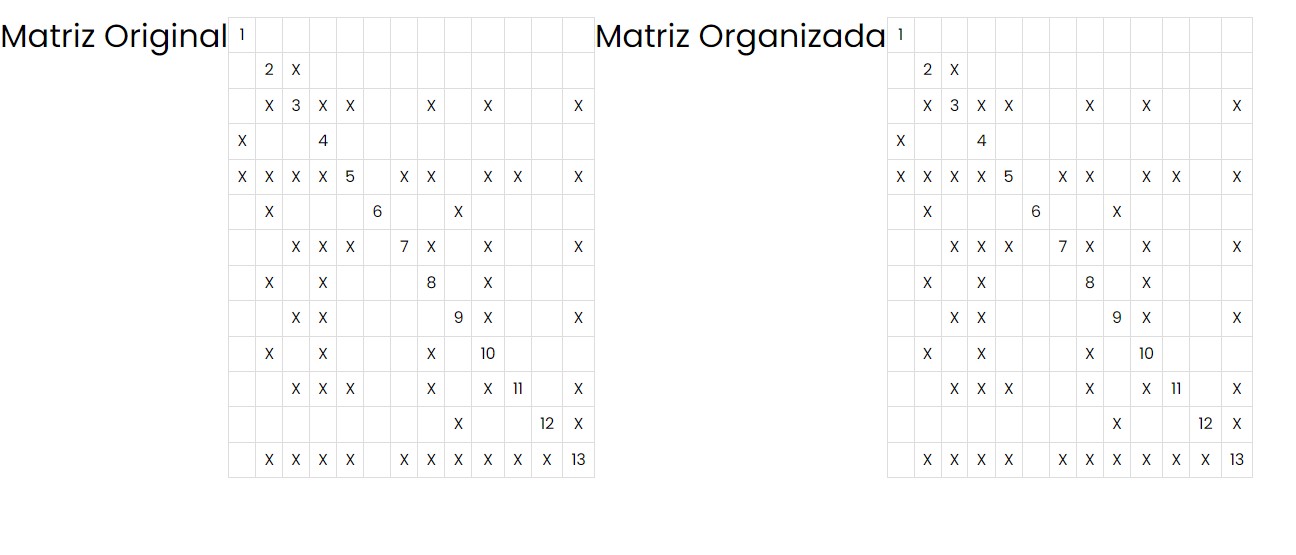 Matriz Original
1
2 X
X 3 X X X X X
X 4
X X X X 5 X X X X X
X 6 X
X X X 7 X X X
X X 8 X
X X 9 X X
X X X 10
X X X X X 11 X
X 12 X
X X X X X X X X X X 13
Matriz Organizada
1
2 X
X 3 X X X X X
X 4
X X X X 5 X X X X X
X 6 X
X X X 7 X X X
X X 8 X
X X 9 X X
X X X 10
X X X X X 11 X
X 12 X
X X X X X X X X X X 13